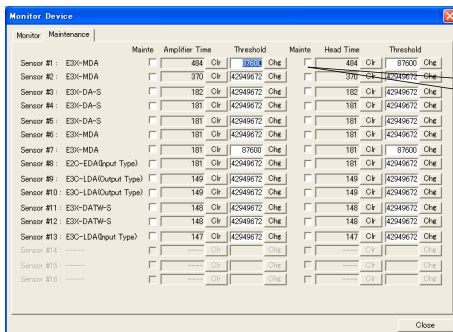 Monitor Device
Monitor Maintenance
Mainte Amplifier Time Threshold Mainte Head Time Threshold
Sensor #1 : E3X-MDA 484 Clr 87600 Chg 484 Clr 87600 Chg
Sensor #2 : E3X-MDA 370 Clr 42949672 Chg 370 Clr 42949672 Chg
Sensor #3 : E3X-DA-S 182 Clr 42949672 Chg 182 Clr 42949672 Chg
Sensor #4 : E3X-DA-S 181 Clr 42949672 Chg 181 Clr 42949672 Chg
Sensor #5 : E3X-DA-S 181 Clr 42949672 Chg 181 Clr 42949672 Chg
Sensor #6 : E3X-MDA 181 Clr 42949672 Chg 181 Clr 42949672 Chg
Sensor #7 : E3X-MDA 181 Clr 87600 Chg 181 Clr 87600 Chg
Sensor #8 : E2C-EDA(Input Type) 181 Clr 42949672 Chg 181 Clr 42949672 Chg
Sensor #9 : E3C-LDA(Output Type) 149 Clr 42949672 Chg 149 Clr 42949672 Chg
Sensor #10 : E3C-LDA(Output Type) 149 Clr 42949672 Chg 149 Clr 42949672 Chg
Sensor #11 : E3X-DATW-S 148 Clr 42949672 Chg 148 Clr 42949672 Chg
Sensor #12 : E3X-DATW-S 148 Clr 42949672 Chg 148 Clr 42949672 Chg
Sensor #13 : E3C-LDA(Input Type) 147 Clr 42949672 Chg 147 Clr 42949672 Chg
Sensor #14 : ------ ---- Clr Chg ---- Clr Chg
Sensor #15 : ------ ---- Clr Chg ---- Clr Chg
Sensor #16 : ------ ---- Clr Chg ---- Clr Chg
Close